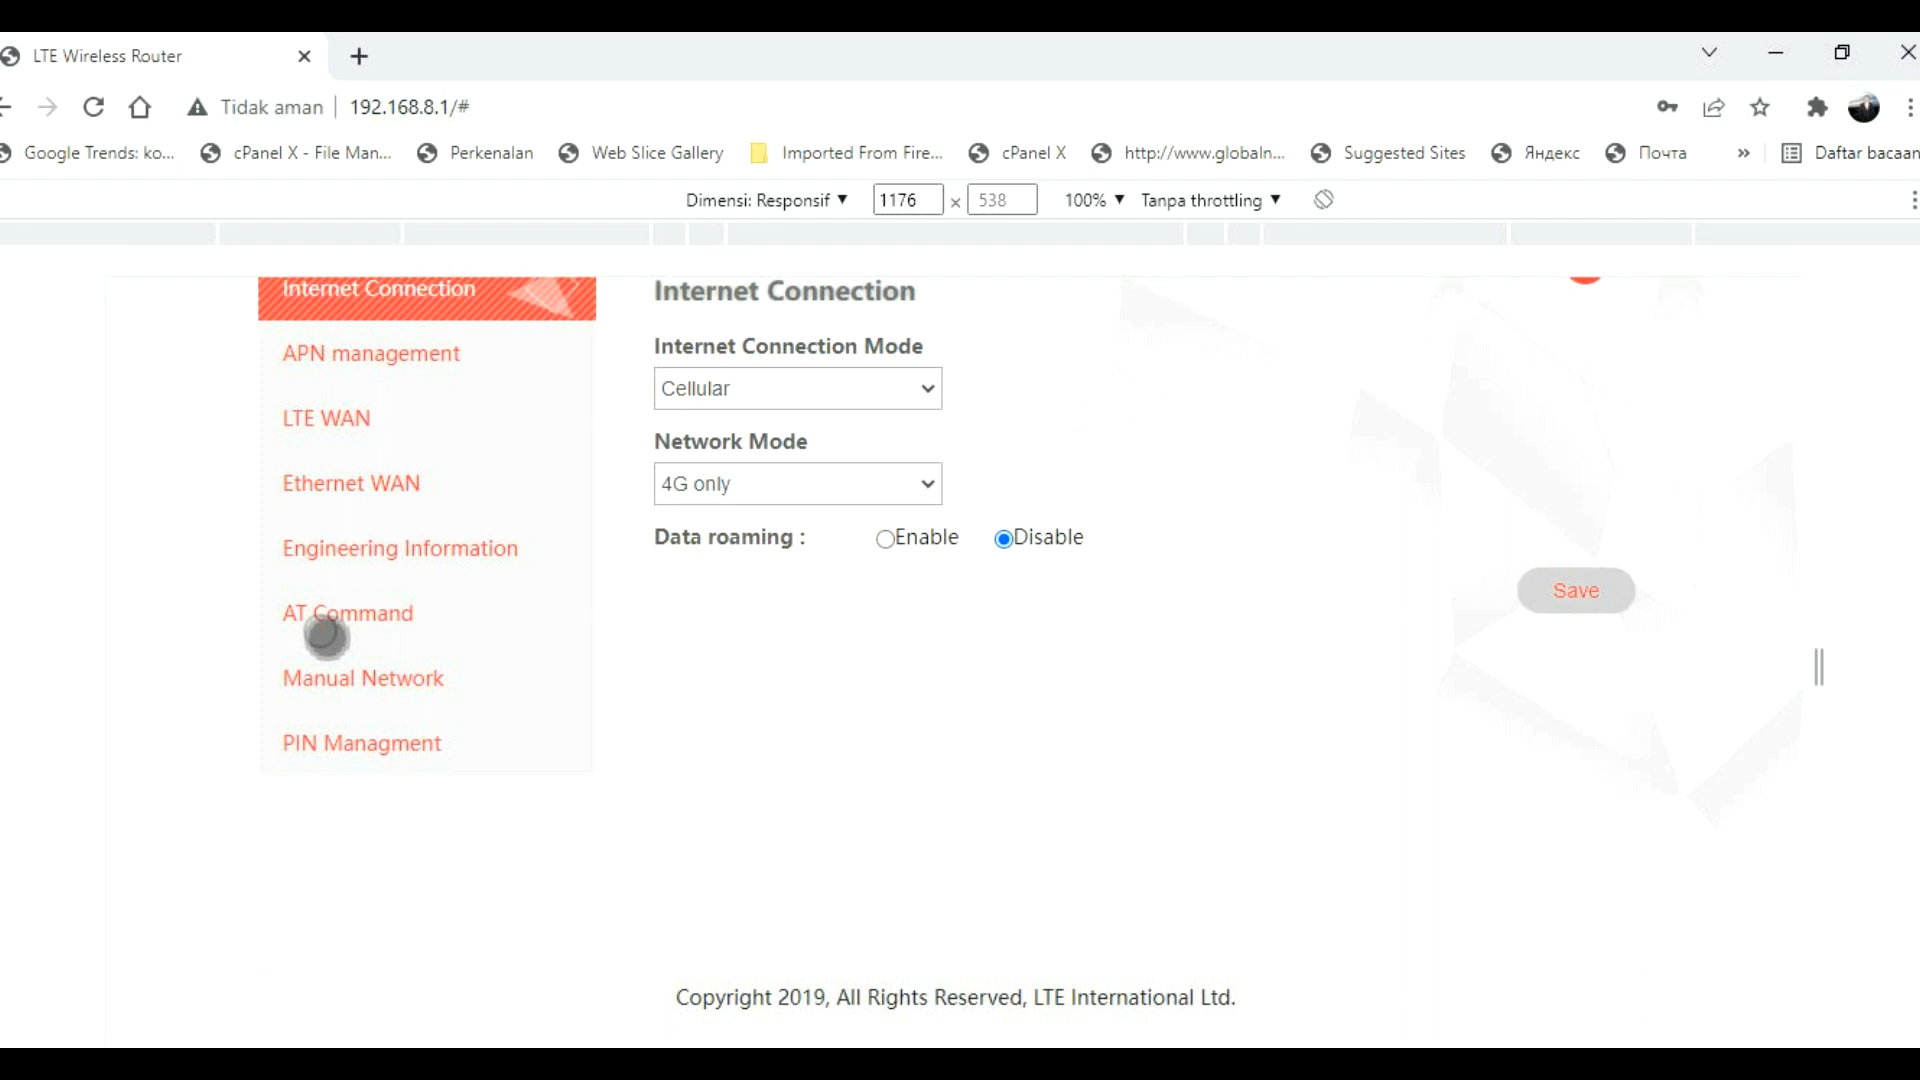 LTE Wireless Router
Tidak aman 192.168.8.1/#
Google Trends: ko... cPanel X - File Man... Perkenalan Web Slice Gallery Imported From Fire... cPanel X http://www.globaln... Suggested Sites Яндекс Почта » Daftar bacaan
Dimensi: Responsif ▼ 1176 × 538 100% ▼ Tanpa throttling ▼
Internet Connection
APN management
LTE WAN
Ethernet WAN
Engineering Information
AT Command
Manual Network
PIN Managment
Internet Connection
Internet Connection Mode
Cellular
Network Mode
4G only
Data roaming : Enable Disable
Save
Copyright 2019, All Rights Reserved, LTE International Ltd.